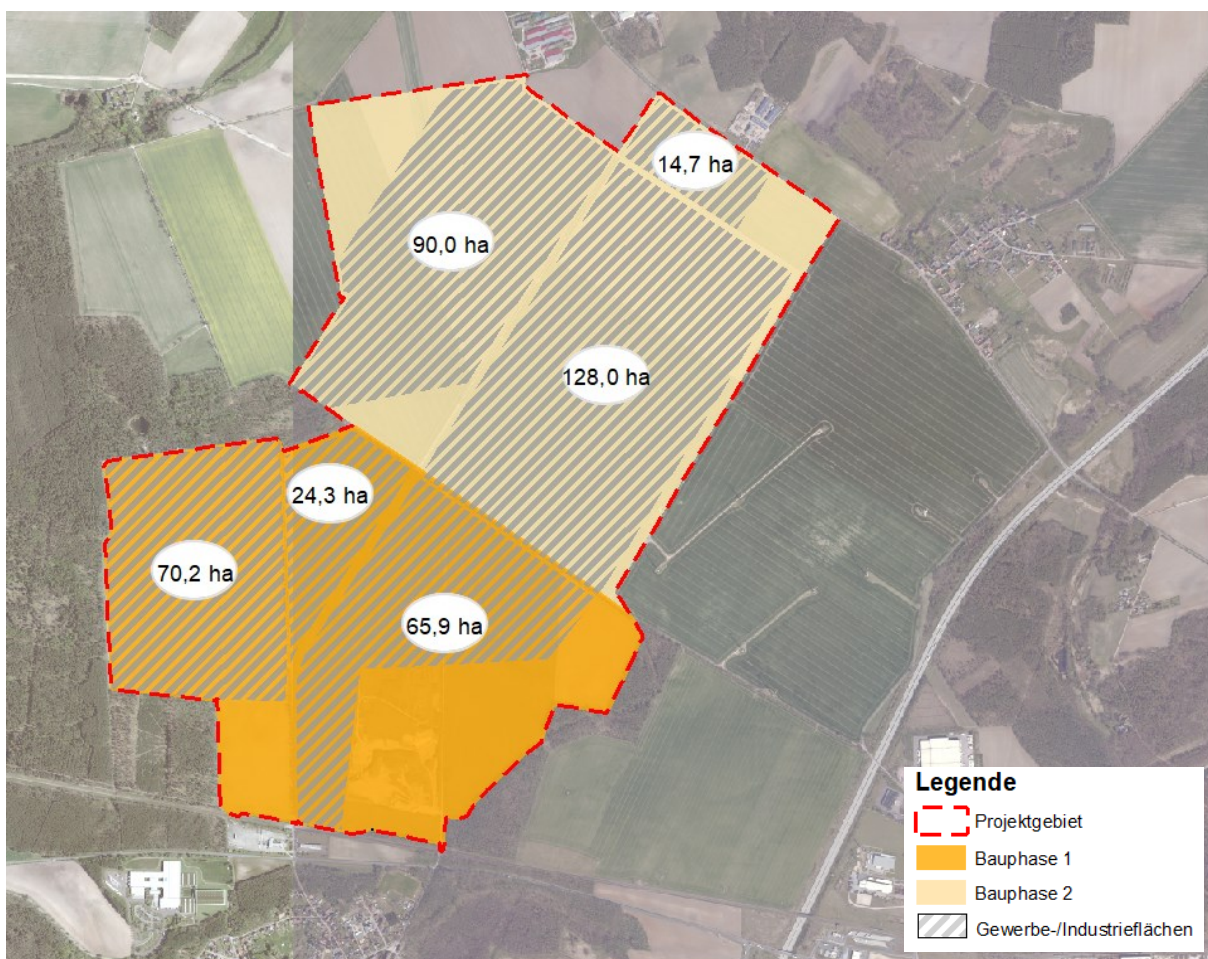 14,7 ha
90,0 ha
128,0 ha
24,3 ha
70,2 ha
65,9 ha
Legende
Projektgebiet
Bauphase 1
Bauphase 2
Gewerbe-/Industrieflächen